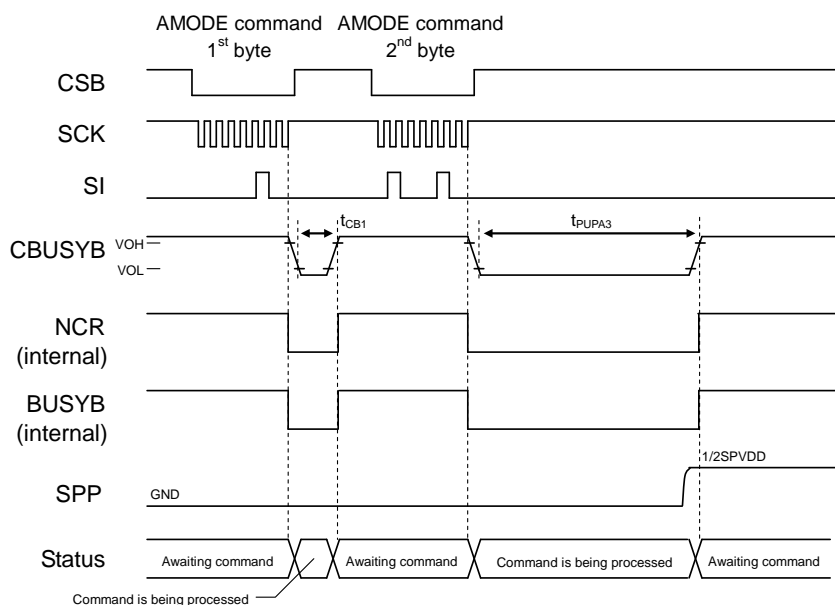 AMODE command
1st byte
AMODE command
2nd byte
CSB
SCK
SI
tCB1
tPUPA3
CBUSYB
VOH
VOL
NCR
(internal)
BUSYB
(internal)
SPP
GND
1/2SPVDD
Status
Awaiting command
Awaiting command
Command is being processed
Awaiting command
Command is being processed